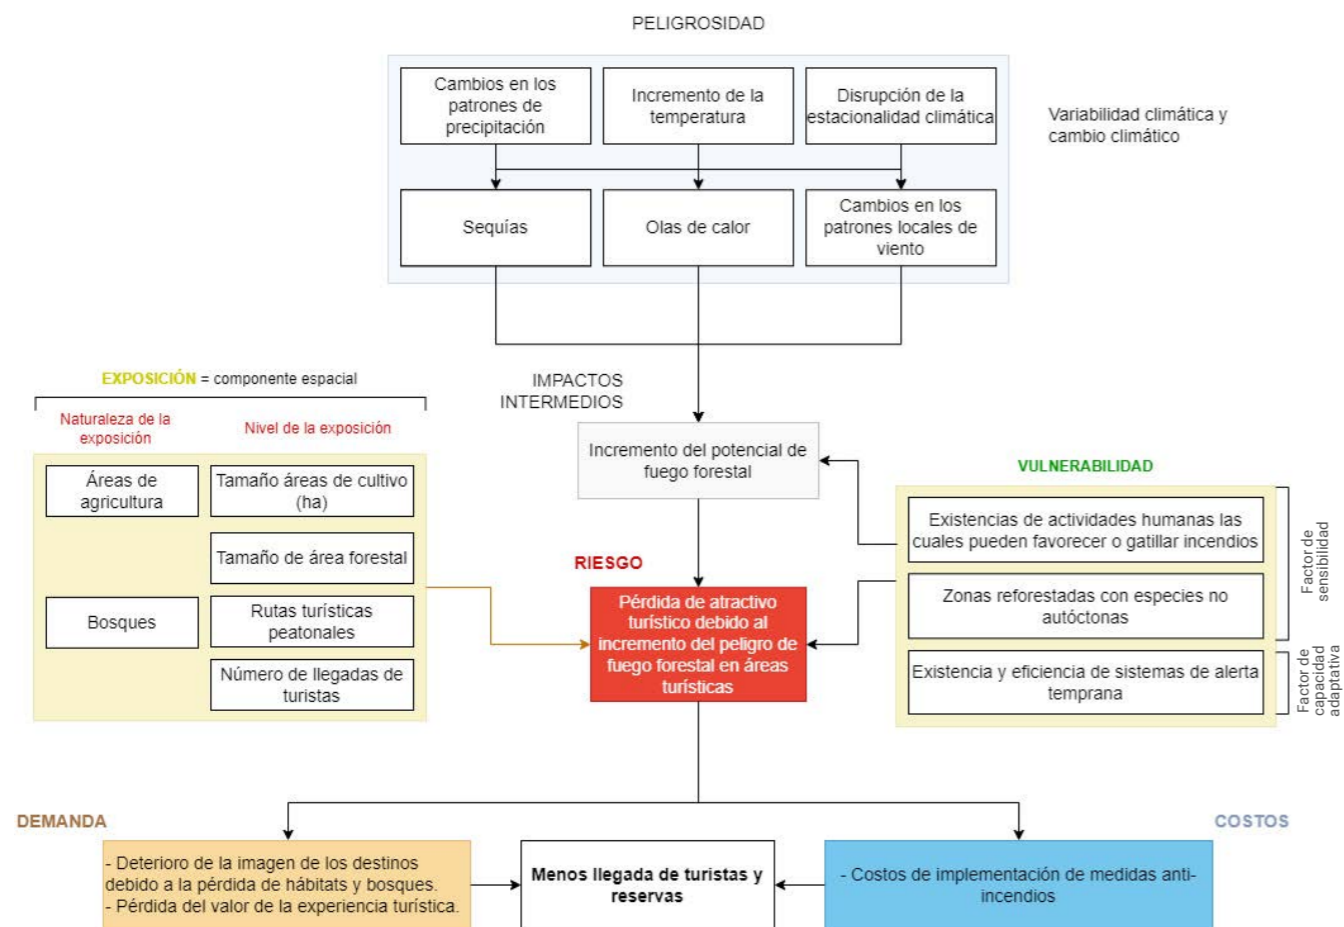 PELIGROSIDAD
Cambios en los
patrones de
precipitación
Incremento de la
temperatura
Disrupción de la
estacionalidad climática
Variabilidad climática y
cambio climático
Sequías
Olas de calor
Cambios en los
patrones locales de
viento
EXPOSICIÓN = componente espacial
Naturaleza de la
exposición
Nivel de la exposición
Áreas de
agricultura
Tamaño áreas de cultivo
(ha)
Tamaño de área forestal
Bosques
Rutas turísticas
peatonales
Número de llegadas de
turistas
IMPACTOS
INTERMEDIOS
Incremento del potencial de
fuego forestal
RIESGO
Pérdida de atractivo
turístico debido al
incremento del peligro de
fuego forestal en áreas
turísticas
VULNERABILIDAD
Existencias de actividades humanas las
cuales pueden favorecer o gatillar incendios
Zonas reforestadas con especies no
autóctonas
Existencia y eficiencia de sistemas de alerta
temprana
Factor de
sensibilidad
Factor de
capacidad
adaptativa
DEMANDA
- Deterioro de la imagen de los destinos
debido a la pérdida de hábitats y bosques.
- Pérdida del valor de la experiencia turística.
Menos llegada de turistas y
reservas
COSTOS
- Costos de implementación de medidas anti-
incendios